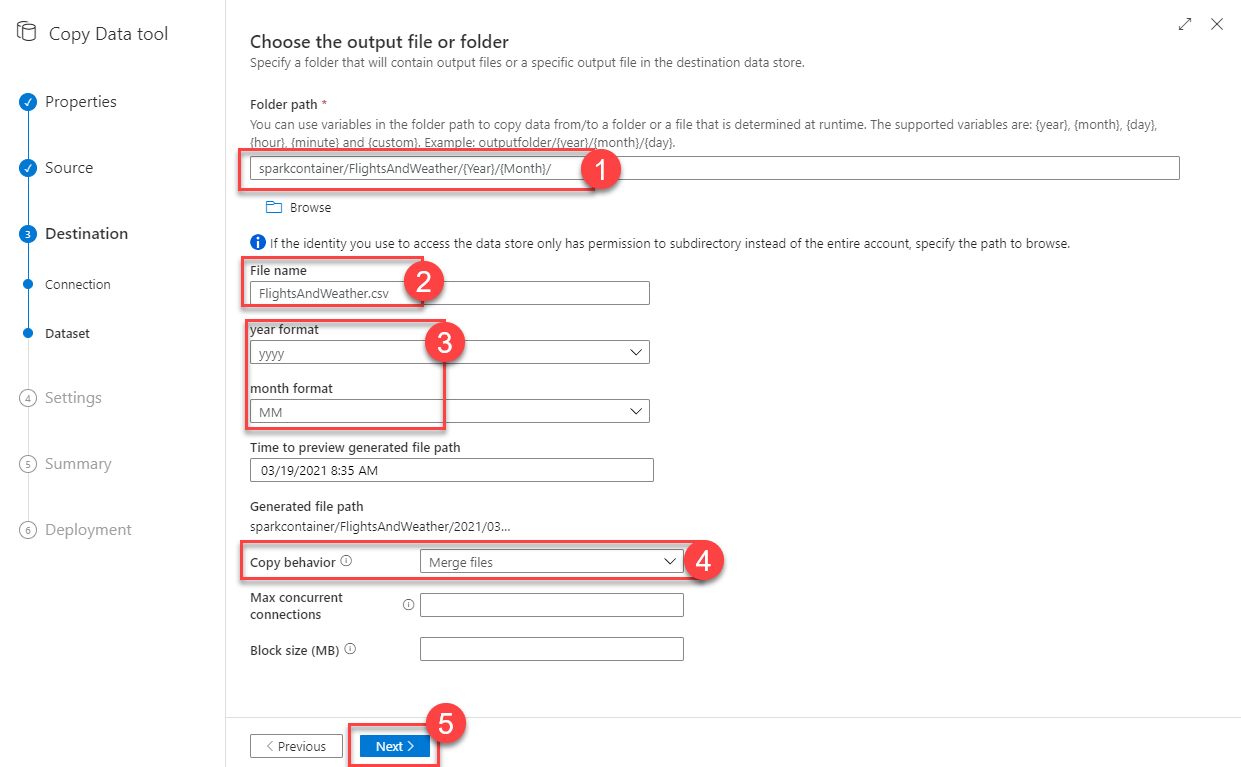 Copy Data tool
Properties
Source
3 Destination
Connection
Dataset
4 Settings
5 Summary
6 Deployment
Choose the output file or folder
Specify a folder that will contain output files or a specific output file in the destination data store.
Folder path *
You can use variables in the folder path to copy data from/to a folder or a file that is determined at runtime. The supported variables are: {year}, {month}, {day},
{hour}, {minute} and {custom}. Example: outputfolder/{year}/{month}/{day}.
sparkcontainer/FlightsAndWeather/{Year}/{Month}/
1
Browse
If the identity you use to access the data store only has permission to subdirectory instead of the entire account, specify the path to browse.
File name
2
FlightsAndWeather.csv
year format
3
yyyy
month format
MM
Time to preview generated file path
03/19/2021 8:35 AM
Generated file path
sparkcontainer/FlightsAndWeather/2021/03...
Copy behavior
Merge files
4
Max concurrent
connections
Block size (MB)
5
Previous
Next